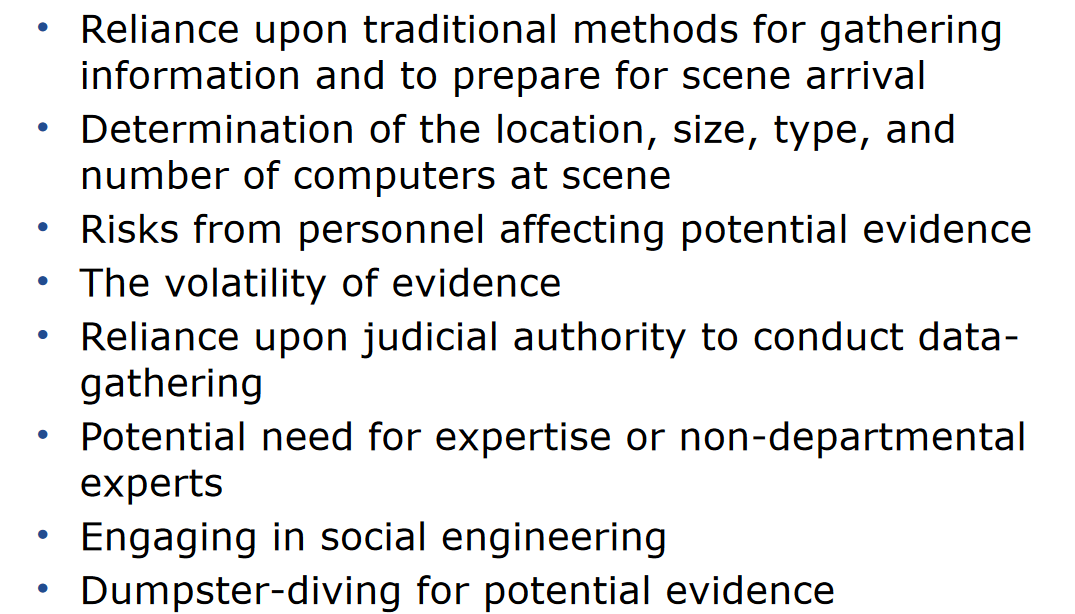 • Reliance upon traditional methods for gathering
information and to prepare for scene arrival
• Determination of the location, size, type, and
number of computers at scene
• Risks from personnel affecting potential evidence
• The volatility of evidence
• Reliance upon judicial authority to conduct data-
gathering
• Potential need for expertise or non-departmental
experts
• Engaging in social engineering
• Dumpster-diving for potential evidence